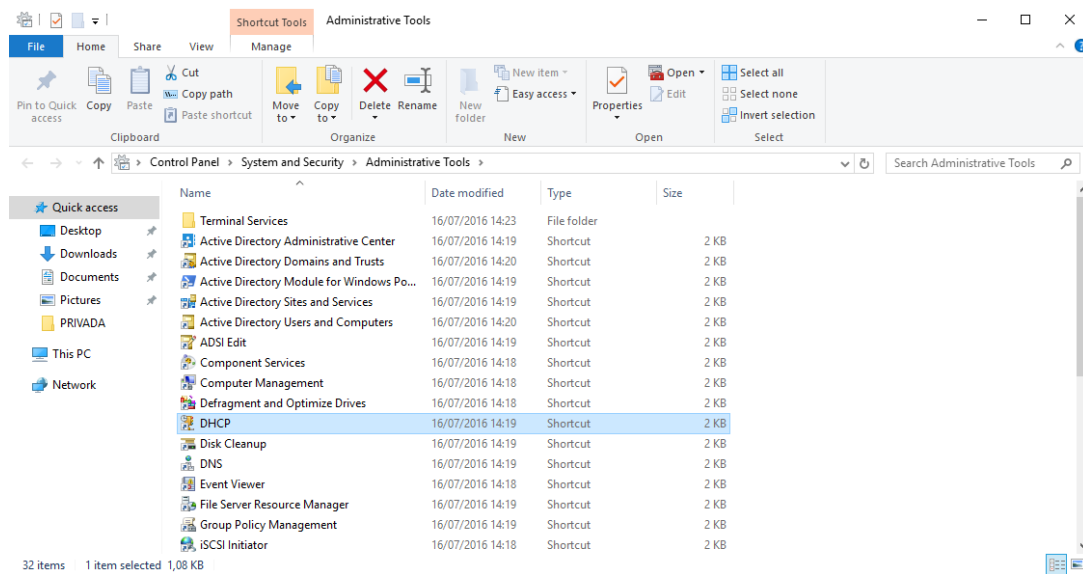 Shortcut Tools Administrative Tools
File Home Share View Manage
Pin to Quick access
Copy
Paste
Cut
Copy path
Paste shortcut
Clipboard
Move to
Copy to
Delete
Rename
Organize
New folder
New item
Easy access
New
Properties
Open
Edit
Open
Select all
Select none
Invert selection
Select
Control Panel > System and Security > Administrative Tools >
Search Administrative Tools
Quick access
Desktop
Downloads
Documents
Pictures
PRIVADA
This PC
Network
Name Date modified Type Size
Terminal Services 16/07/2016 14:23 File folder
Active Directory Administrative Center 16/07/2016 14:19 Shortcut 2 KB
Active Directory Domains and Trusts 16/07/2016 14:20 Shortcut 2 KB
Active Directory Module for Windows Po... 16/07/2016 14:19 Shortcut 2 KB
Active Directory Sites and Services 16/07/2016 14:19 Shortcut 2 KB
Active Directory Users and Computers 16/07/2016 14:20 Shortcut 2 KB
ADSI Edit 16/07/2016 14:19 Shortcut 2 KB
Component Services 16/07/2016 14:18 Shortcut 2 KB
Computer Management 16/07/2016 14:18 Shortcut 2 KB
Defragment and Optimize Drives 16/07/2016 14:18 Shortcut 2 KB
DHCP 16/07/2016 14:19 Shortcut 2 KB
Disk Cleanup 16/07/2016 14:19 Shortcut 2 KB
DNS 16/07/2016 14:19 Shortcut 2 KB
Event Viewer 16/07/2016 14:18 Shortcut 2 KB
File Server Resource Manager 16/07/2016 14:19 Shortcut 2 KB
Group Policy Management 16/07/2016 14:19 Shortcut 2 KB
iSCSI Initiator 16/07/2016 14:18 Shortcut 2 KB
32 items 1 item selected 1,08 KB